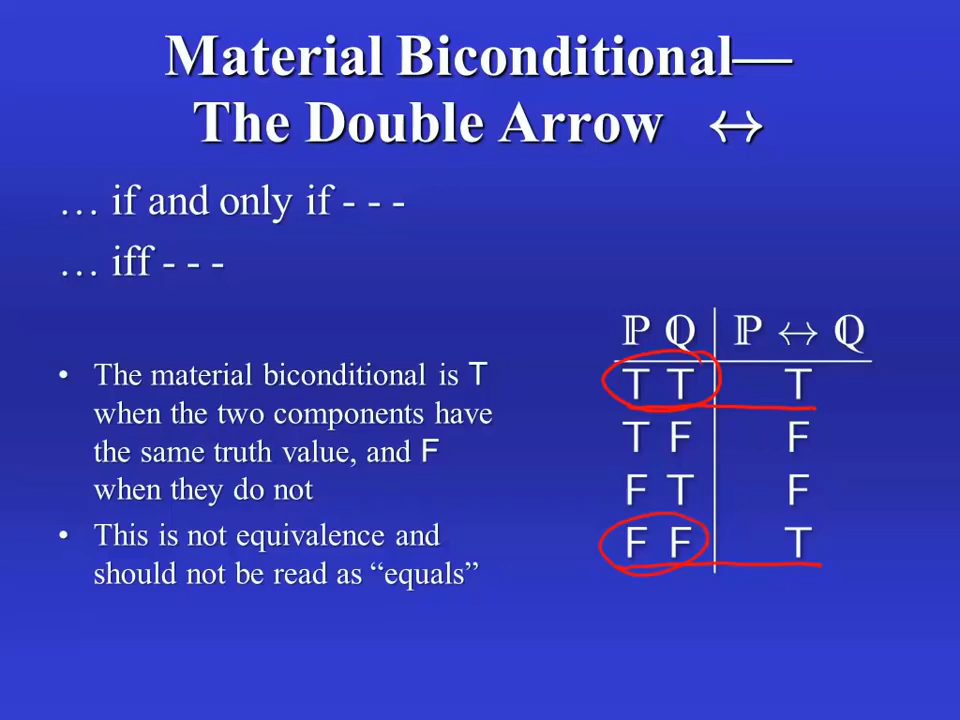 Material Biconditional—
The Double Arrow ↔
… if and only if - - -
… iff - - -
• The material biconditional is T
when the two components have
the same truth value, and F
when they do not
• This is not equivalence and
should not be read as “equals”
ℙ ℚ ℙ ↔ ℚ
T T T
T F F
F T F
F F T